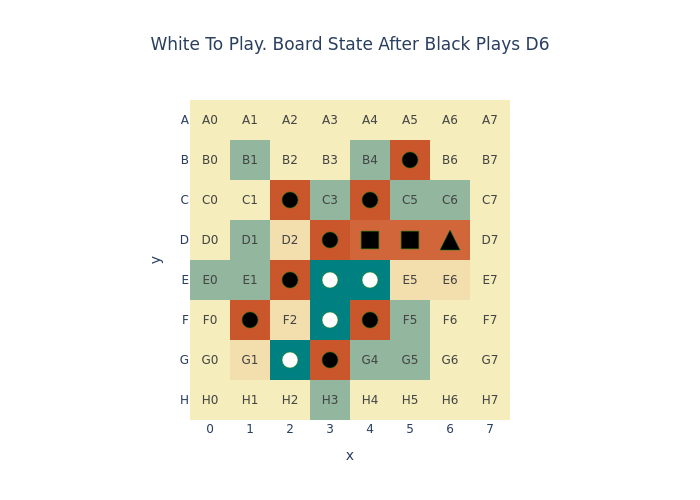 White To Play. Board State After Black Plays D6
A A0 A1 A2 A3 A4 A5 A6 A7
B B0 B1 B2 B3 B4 B6 B7
C C0 C1 C3 C5 C6 C7
D D0 D1 D2 D7
y
E E0 E1 E5 E6 E7
F F0 F2 F5 F6 F7
G G0 G1 G4 G5 G6 G7
H H0 H1 H2 H3 H4 H5 H6 H7
0 1 2 3 4 5 6 7
x